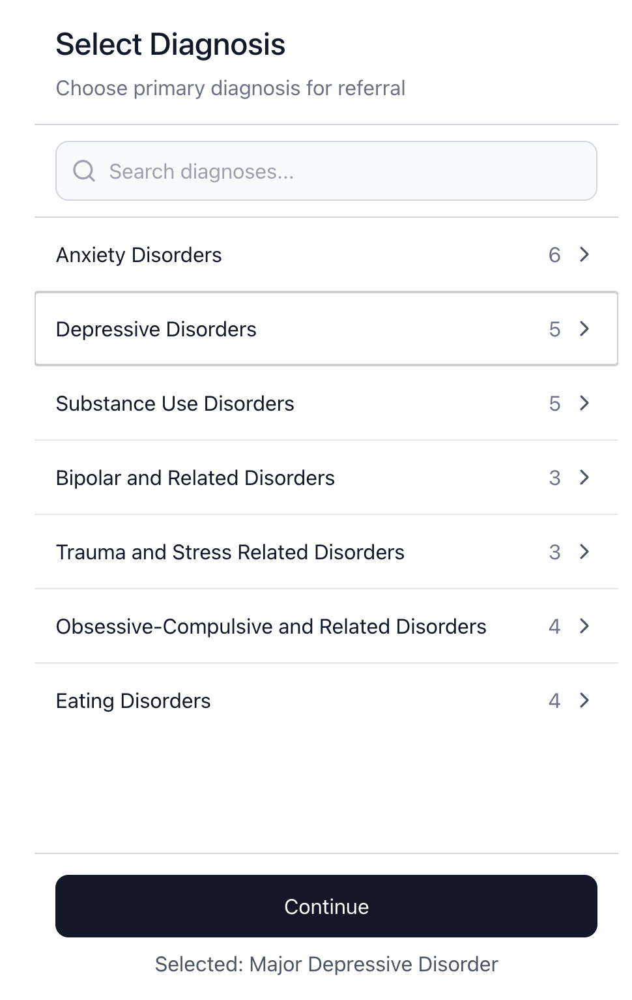 Select Diagnosis
Choose primary diagnosis for referral
Search diagnoses...
Anxiety Disorders 6
Depressive Disorders 5
Substance Use Disorders 5
Bipolar and Related Disorders 3
Trauma and Stress Related Disorders 3
Obsessive-Compulsive and Related Disorders 4
Eating Disorders 4
Continue
Selected: Major Depressive Disorder